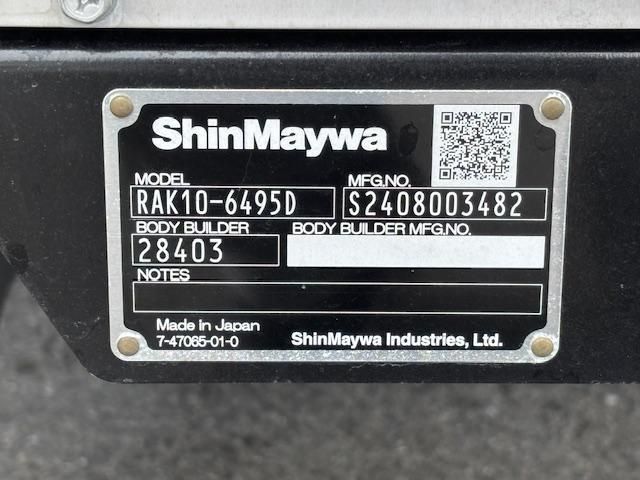 ShinMaywa
MODEL MFG.NO.
RAK10-6495D S2408003482
BODY BUILDER BODY BUILDER MFG.NO.
28403
NOTES
Made in Japan
7-47065-01-0 ShinMaywa Industries, Ltd.